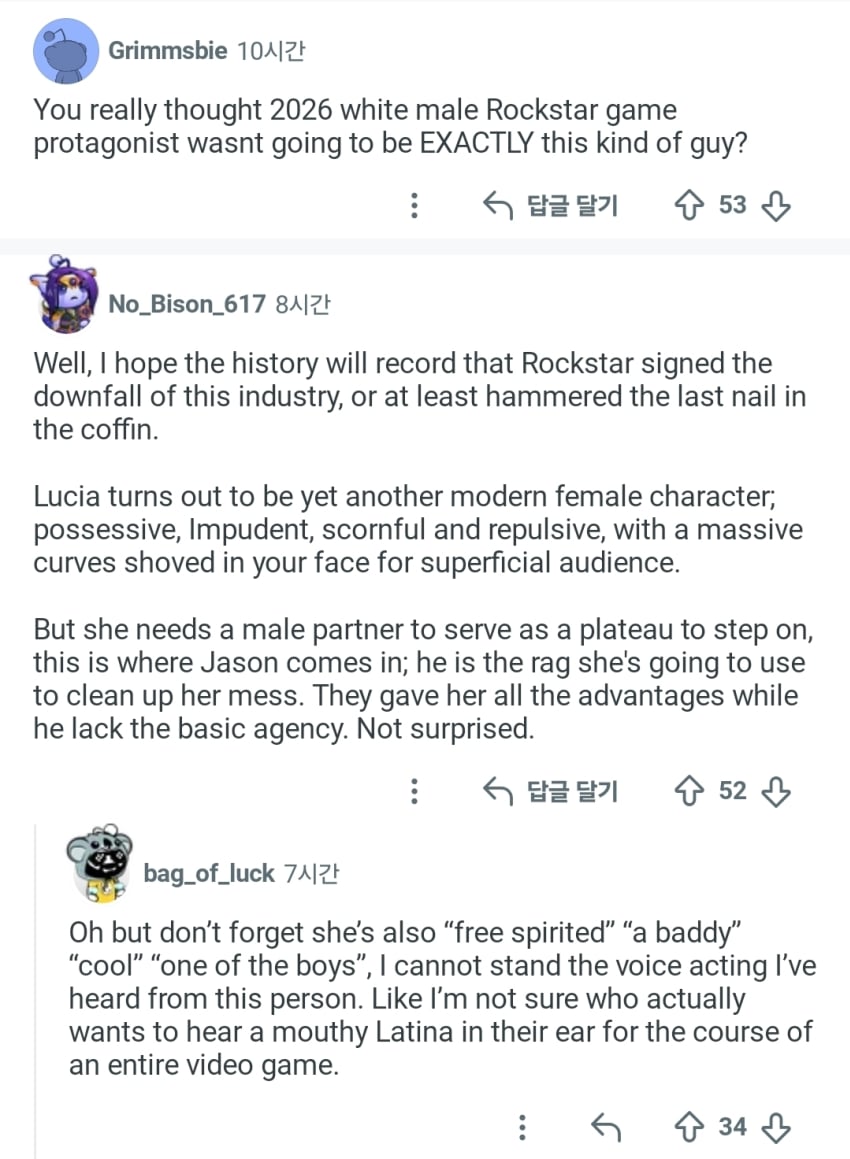 Grimmsbie 10시간
You really thought 2026 white male Rockstar game
protagonist wasnt going to be EXACTLY this kind of guy?
답글 달기 53
No_Bison_617 8시간
Well, I hope the history will record that Rockstar signed the
downfall of this industry, or at least hammered the last nail in
the coffin.
Lucia turns out to be yet another modern female character;
possessive, Impudent, scornful and repulsive, with a massive
curves shoved in your face for superficial audience.
But she needs a male partner to serve as a plateau to step on,
this is where Jason comes in; he is the rag she's going to use
to clean up her mess. They gave her all the advantages while
he lack the basic agency. Not surprised.
답글 달기 52
bag_of_luck 7시간
Oh but don’t forget she’s also “free spirited” “a baddy”
“cool” “one of the boys”, I cannot stand the voice acting I’ve
heard from this person. Like I’m not sure who actually
wants to hear a mouthy Latina in their ear for the course of
an entire video game.
34